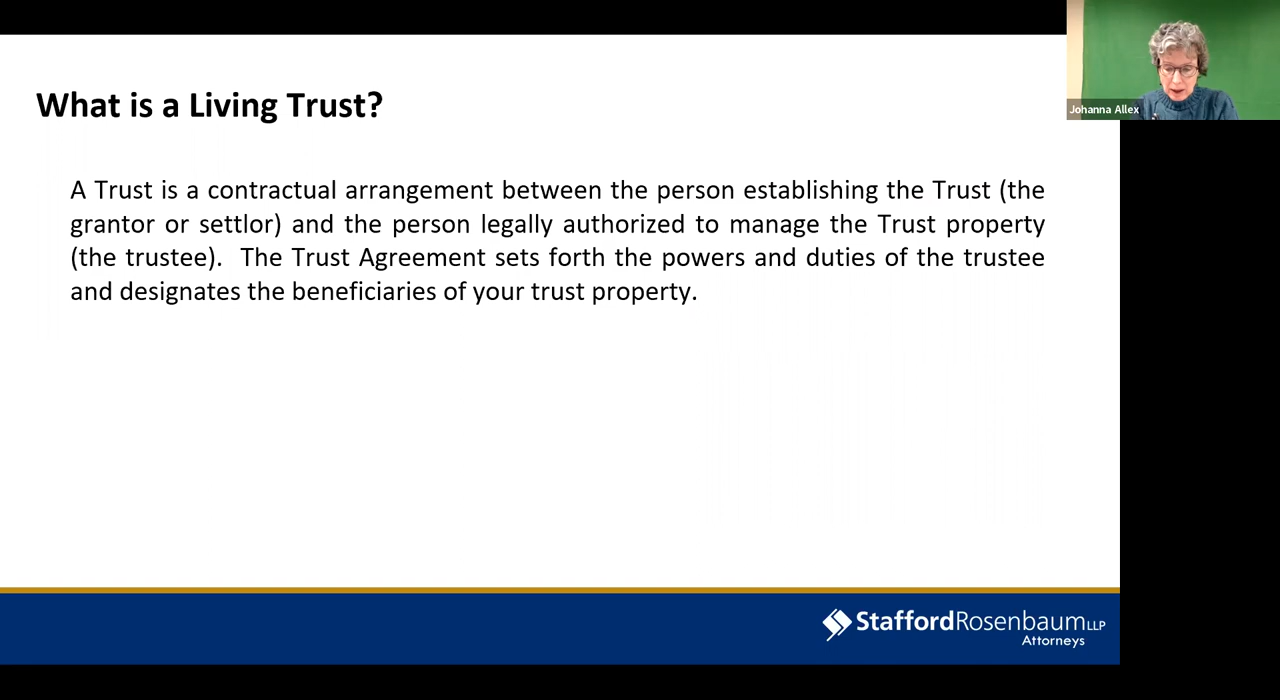 What is a Living Trust?
A Trust is a contractual arrangement between the person establishing the Trust (the
grantor or settlor) and the person legally authorized to manage the Trust property
(the trustee).  The Trust Agreement sets forth the powers and duties of the trustee
and designates the beneficiaries of your trust property.
Johanna Allex
StaffordRosenbaum LLP
Attorneys